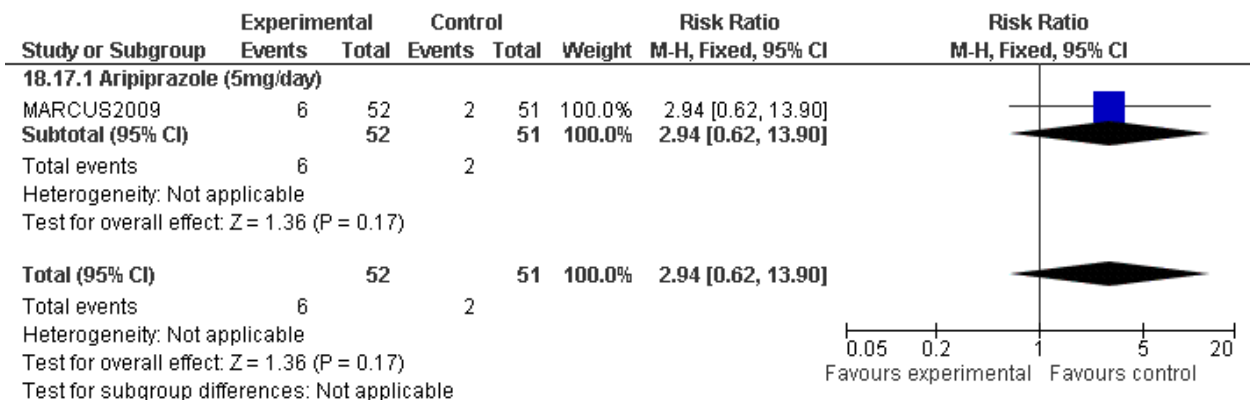 Experimental Control Risk Ratio Risk Ratio
Study or Subgroup Events Total Events Total Weight M-H, Fixed, 95% CI M-H, Fixed, 95% CI
18.17.1 Aripiprazole (5mg/day)
MARCUS2009 6 52 2 51 100.0% 2.94 [0.62, 13.90]
Subtotal (95% CI) 52 51 100.0% 2.94 [0.62, 13.90]
Total events 6 2
Heterogeneity: Not applicable
Test for overall effect: Z = 1.36 (P = 0.17)
Total (95% CI) 52 51 100.0% 2.94 [0.62, 13.90]
Total events 6 2
Heterogeneity: Not applicable
Test for overall effect: Z = 1.36 (P = 0.17)
Test for subgroup differences: Not applicable
0.05 0.2 1 5 20
Favours experimental Favours control